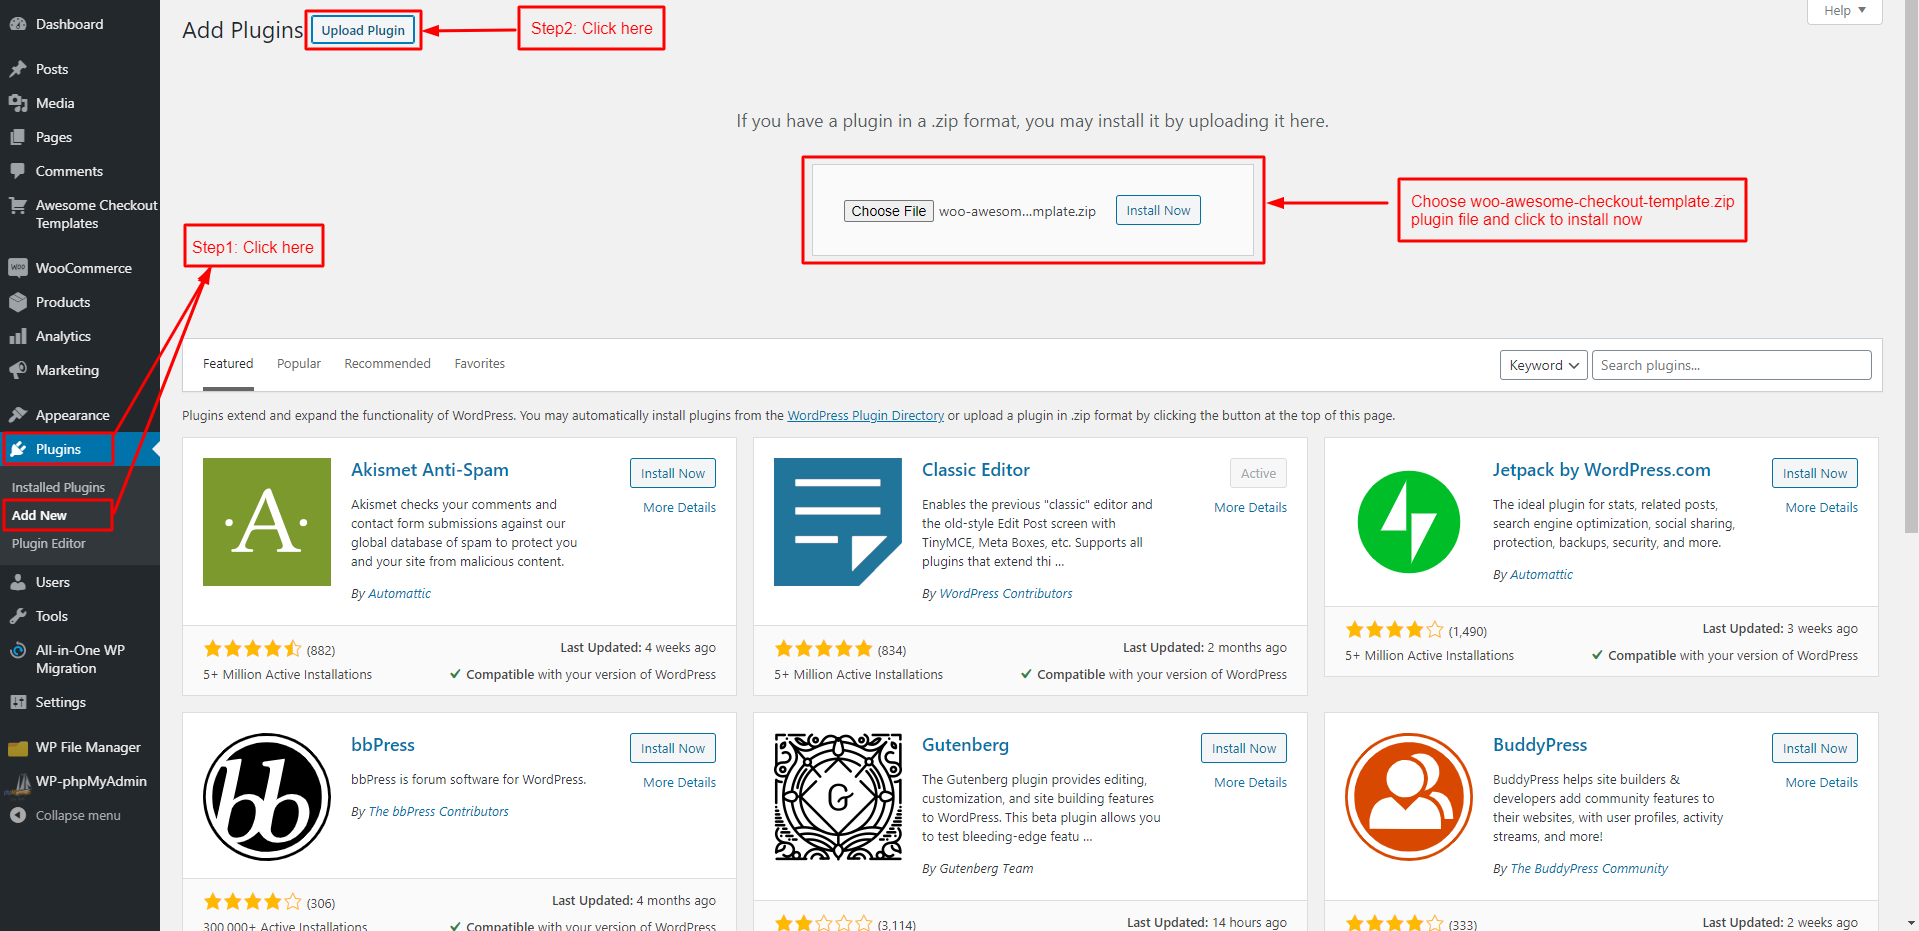 Dashboard
Posts
Media
Pages
Comments
Awesome Checkout
Templates
WooCommerce
Products
Analytics
Marketing
Appearance
Plugins
Installed Plugins
Add New
Plugin Editor
Users
Tools
All-in-One WP
Migration
Settings
WP File Manager
WP-phpMyAdmin
Collapse menu
Add Plugins
Upload Plugin
Step2: Click here
Help
If you have a plugin in a .zip format, you may install it by uploading it here.
Choose File woo-awesom...mplate.zip Install Now
Choose woo-awesome-checkout-template.zip
plugin file and click to install now
Step1: Click here
Featured Popular Recommended Favorites
Keyword Search plugins...
Plugins extend and expand the functionality of WordPress. You may automatically install plugins from the WordPress Plugin Directory or upload a plugin in .zip format by clicking the button at the top of this page.
A
Akismet Anti-Spam
Install Now
More Details
Akismet checks your comments and
contact form submissions against our
global database of spam to protect you
and your site from malicious content.
By Automattic
(882)
Last Updated: 4 weeks ago
5+ Million Active Installations
Compatible with your version of WordPress
Classic Editor
Active
More Details
Enables the previous "classic" editor and
the old-style Edit Post screen with
TinyMCE, Meta Boxes, etc. Supports all
plugins that extend thi ...
By WordPress Contributors
(834)
Last Updated: 2 months ago
5+ Million Active Installations
Compatible with your version of WordPress
Jetpack by WordPress.com
Install Now
More Details
The ideal plugin for stats, related posts,
search engine optimization, social sharing,
protection, backups, security, and more.
By Automattic
(1,490)
Last Updated: 3 weeks ago
5+ Million Active Installations
Compatible with your version of WordPress
bb
bbPress
Install Now
More Details
bbPress is forum software for WordPress.
By The bbPress Contributors
(306)
Last Updated: 4 months ago
300,000+ Active Installations
Compatible with your version of WordPress
G
Gutenberg
Install Now
More Details
The Gutenberg plugin provides editing,
customization, and site building features
to WordPress. This beta plugin allows you
to test bleeding-edge featu ...
By Gutenberg Team
(3,114)
Last Updated: 14 hours ago
BuddyPress
Install Now
More Details
BuddyPress helps site builders &
developers add community features to
their websites, with user profiles, activity
streams, and more!
By The BuddyPress Community
(333)
Last Updated: 2 weeks ago